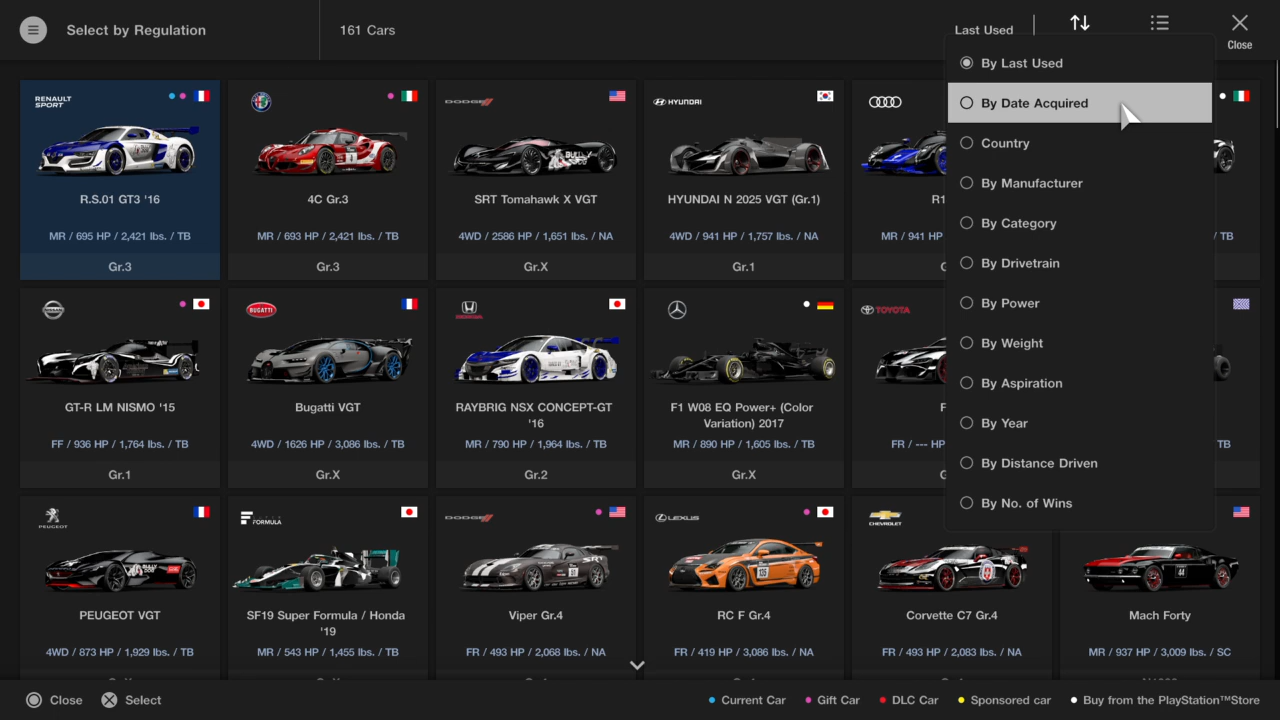 Select by Regulation
161 Cars
Last Used
Close
By Last Used
By Date Acquired
Country
By Manufacturer
By Category
By Drivetrain
By Power
By Weight
By Aspiration
By Year
By Distance Driven
By No. of Wins
RENAULT
SPORT
R.S.01 GT3 '16
MR / 695 HP / 2,421 lbs. / TB
Gr.3
4C Gr.3
MR / 693 HP / 2,421 lbs. / TB
Gr.3
DODGE
SRT Tomahawk X VGT
4WD / 2586 HP / 1,651 lbs. / NA
Gr.X
HYUNDAI
HYUNDAI N 2025 VGT (Gr.1)
4WD / 941 HP / 1,757 lbs. / NA
Gr.1
R1
MR / 941 HP
/ TB
NISSAN
GT-R LM NISMO '15
FF / 936 HP / 1,764 lbs. / TB
Gr.1
BUGATTI
Bugatti VGT
4WD / 1626 HP / 3,086 lbs. / TB
Gr.X
HONDA
RAYBRIG NSX CONCEPT-GT
'16
MR / 790 HP / 1,964 lbs. / TB
Gr.2
F1 W08 EQ Power+ (Color
Variation) 2017
MR / 890 HP / 1,605 lbs. / TB
Gr.X
TOYOTA
F
FR / --- HP
TB
PEUGEOT
PEUGEOT VGT
4WD / 873 HP / 1,929 lbs. / TB
SUPER
FORMULA
SF19 Super Formula / Honda
'19
MR / 543 HP / 1,455 lbs. / TB
DODGE
Viper Gr.4
FR / 493 HP / 2,068 lbs. / NA
LEXUS
135
RC F Gr.4
FR / 419 HP / 3,086 lbs. / NA
CHEVROLET
Corvette C7 Gr.4
FR / 493 HP / 2,083 lbs. / NA
44
Mach Forty
MR / 937 HP / 3,009 lbs. / SC
Close
Select
Current Car
Gift Car
DLC Car
Sponsored car
Buy from the PlayStation™Store